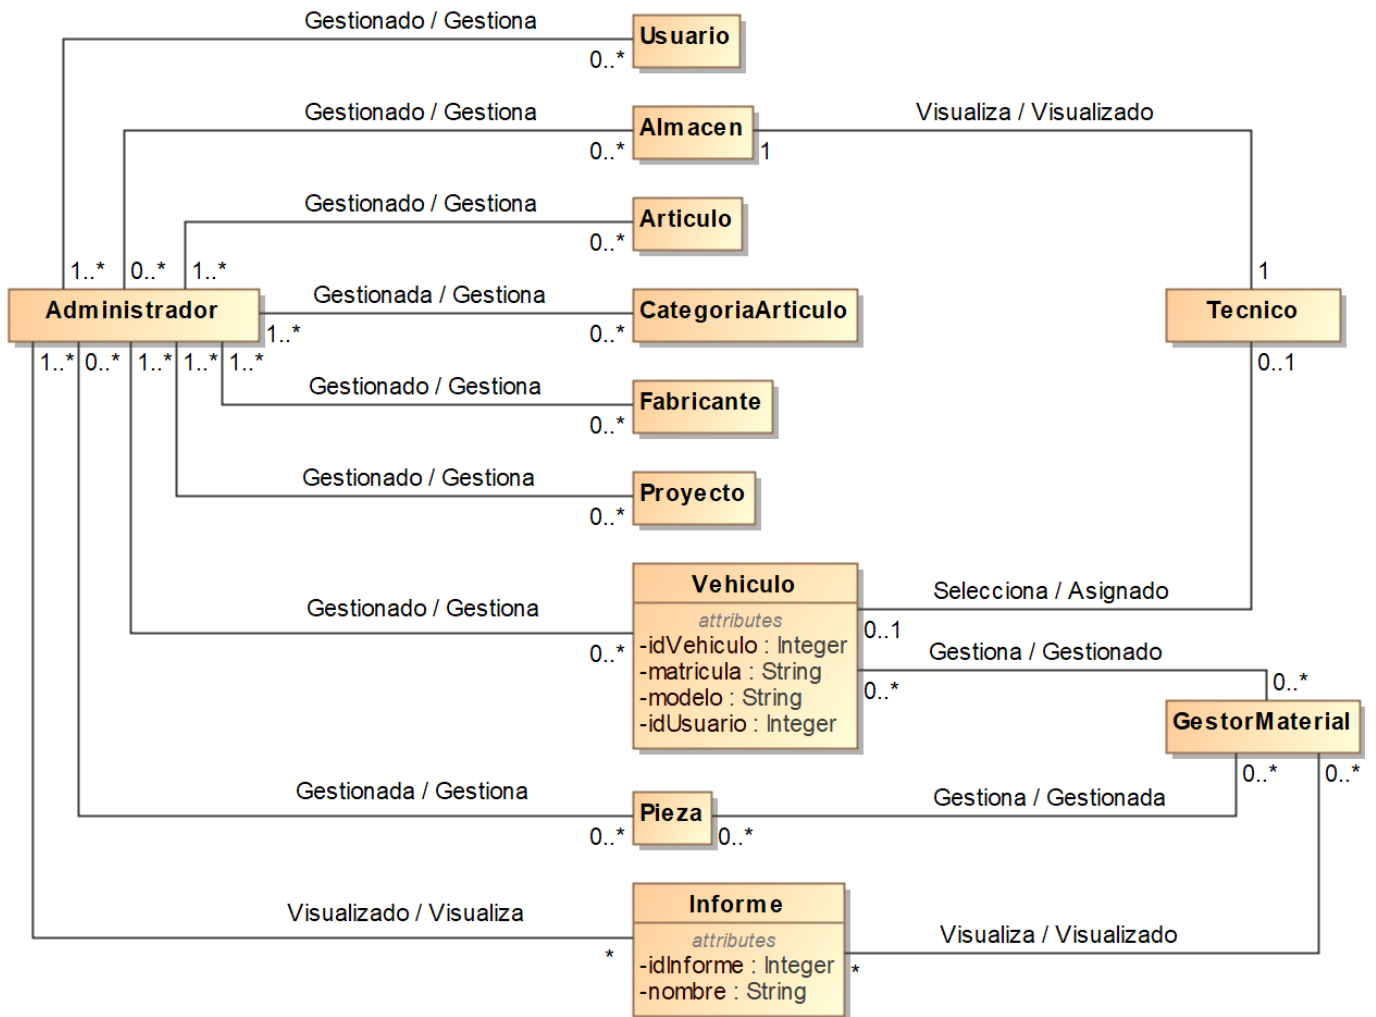 Gestionado / Gestiona
Usuario
0..*
Gestionado / Gestiona
Almacen
Visualiza / Visualizado
0..*
1
Gestionado / Gestiona
Articulo
0..*
1..*
0..*
1..*
1
Administrador
Gestionada / Gestiona
CategoriaArticulo
Tecnico
1..*
0..*
1..*
0..*
1..*
1..*
1..*
0..1
Gestionado / Gestiona
Fabricante
0..*
Gestionado / Gestiona
Proyecto
0..*
Vehiculo
attributes
-idVehiculo : Integer
-matricula : String
-modelo : String
-idUsuario : Integer
Gestionado / Gestiona
0..*
Selecciona / Asignado
0..1
Gestiona / Gestionado
0..*
0..*
GestorMaterial
0..*
0..*
Gestionada / Gestiona
Pieza
Gestiona / Gestionada
0..*
0..*
Informe
attributes
-idInforme : Integer
-nombre : String
Visualizado / Visualiza
*
Visualiza / Visualizado
*